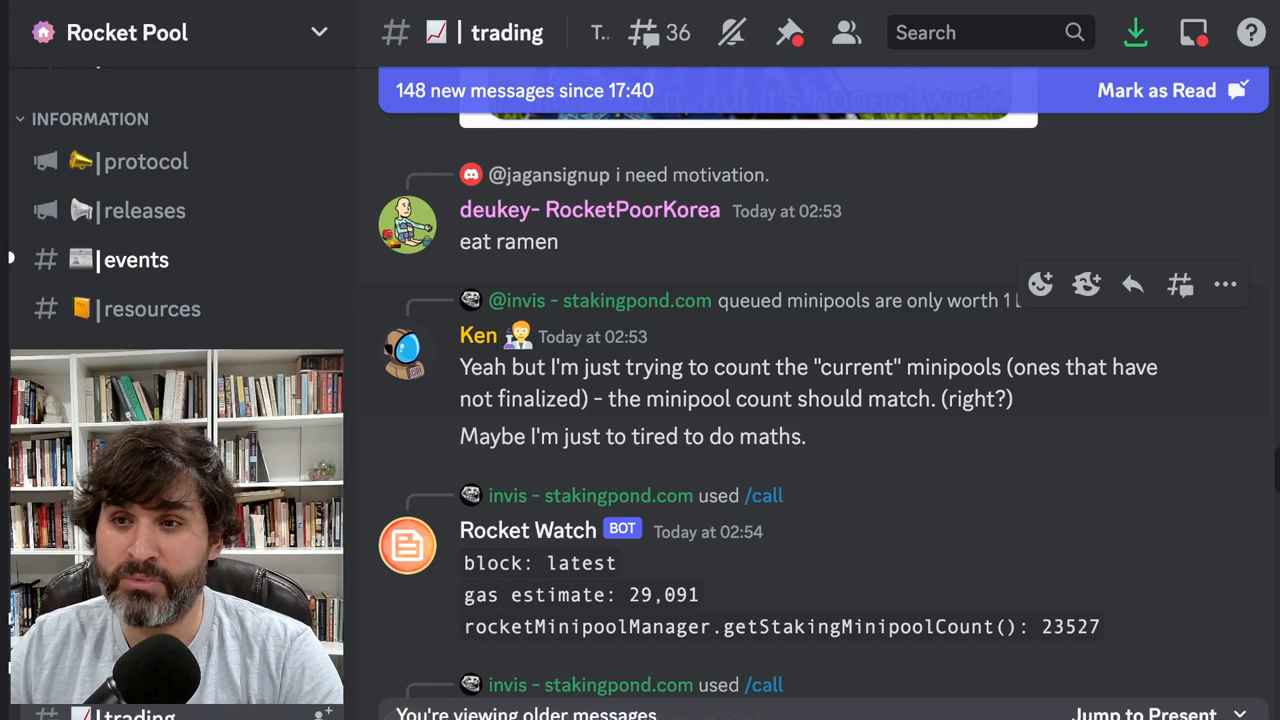 Rocket Pool
| trading
T..
36
Search
148 new messages since 17:40
Mark as Read
INFORMATION
|protocol
|releases
|events
|resources
|trading
@jagansignup i need motivation.
deukey- RocketPoorKorea Today at 02:53
eat ramen
@invis - stakingpond.com queued minipools are only worth 1
Ken Today at 02:53
Yeah but I'm just trying to count the "current" minipools (ones that have
not finalized) - the minipool count should match. (right?)
Maybe I'm just to tired to do maths.
invis - stakingpond.com used /call
Rocket Watch BOT Today at 02:54
block: latest
gas estimate: 29,091
rocketMinipoolManager.getStakingMinipoolCount(): 23527
invis - stakingpond.com used /call
You're viewing older messages
Jump to Present